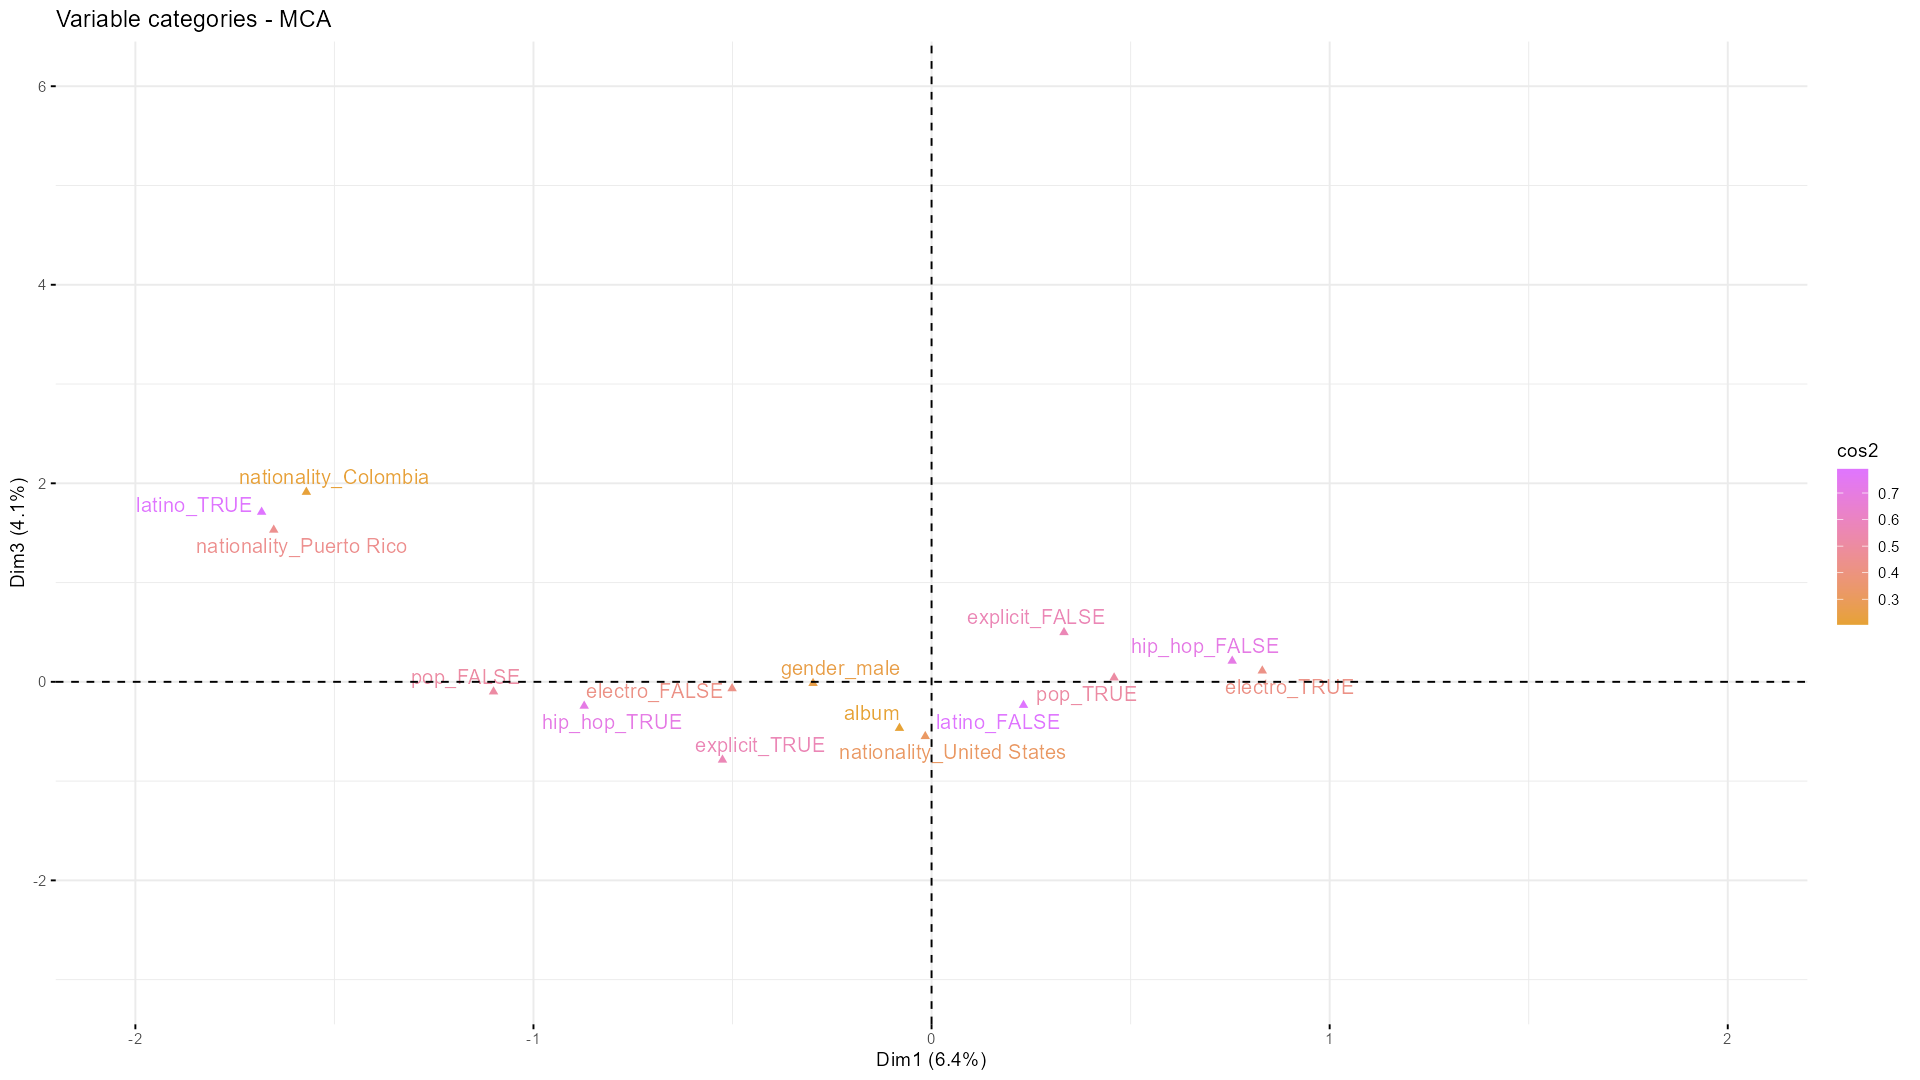 Variable categories - MCA
6
4
2
0
-2
Dim3 (4.1%)
nationality_Colombia
latino_TRUE
nationality_Puerto Rico
explicit_FALSE
hip_hop_FALSE
gender_male
pop_FALSE
electro_FALSE
electro_TRUE
pop_TRUE
album
hip_hop_TRUE
latino_FALSE
explicit_TRUE
nationality_United States
-2
-1
0
1
2
Dim1 (6.4%)
cos2
0.7
0.6
0.5
0.4
0.3